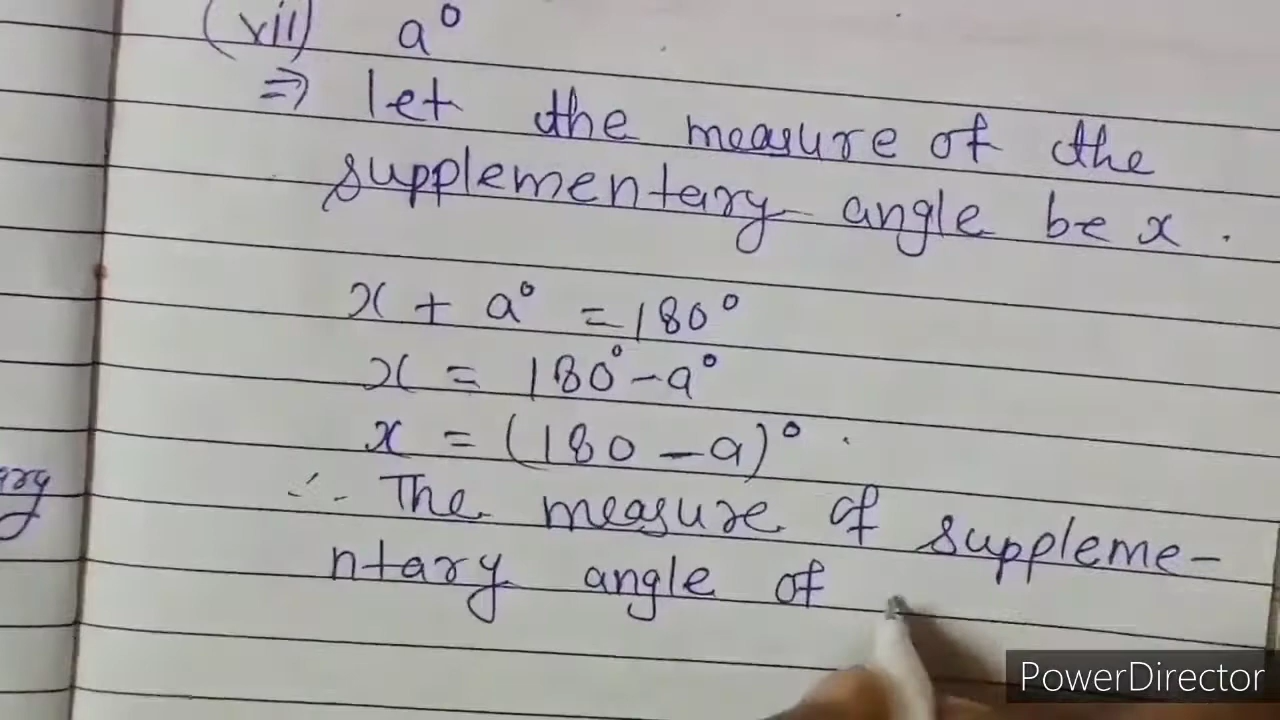 (vii) a°
⇒ let the measure of the
supplementary angle be x.
x + a° = 180°
x = 180° - a°
x = (180 - a)°.
∴ The measure of suppleme-
ntary angle of
PowerDirector